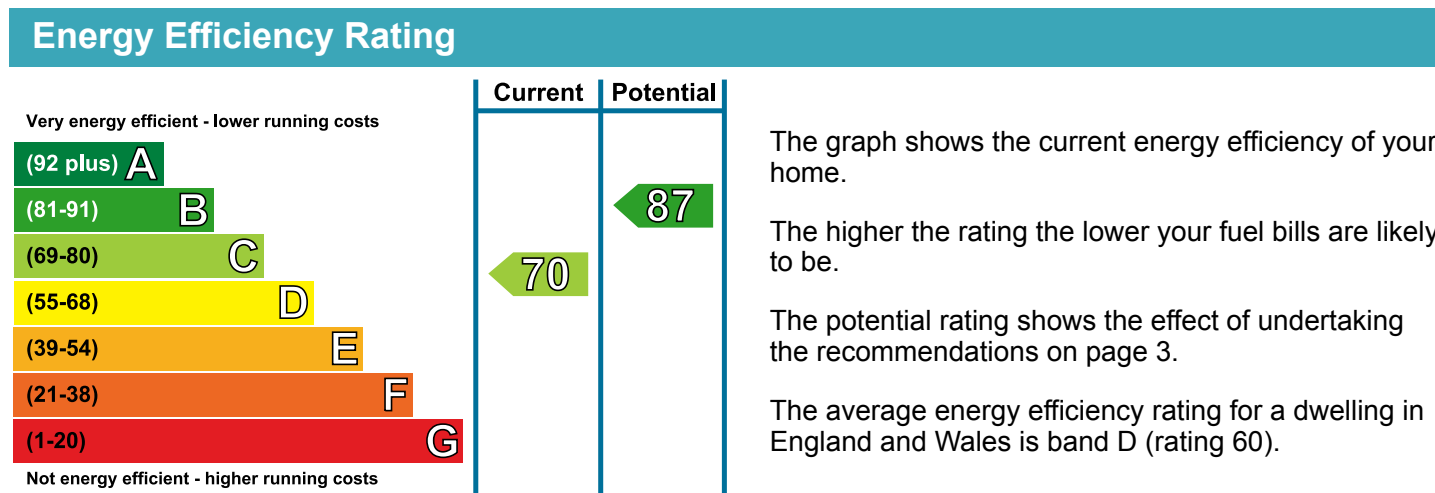 Energy Efficiency Rating
Current Potential
Very energy efficient - lower running costs
(92 plus) A
(81-91) B
(69-80) C
(55-68) D
(39-54) E
(21-38) F
(1-20) G
Not energy efficient - higher running costs
87
70
The graph shows the current energy efficiency of your
home.
The higher the rating the lower your fuel bills are likely
to be.
The potential rating shows the effect of undertaking
the recommendations on page 3.
The average energy efficiency rating for a dwelling in
England and Wales is band D (rating 60).